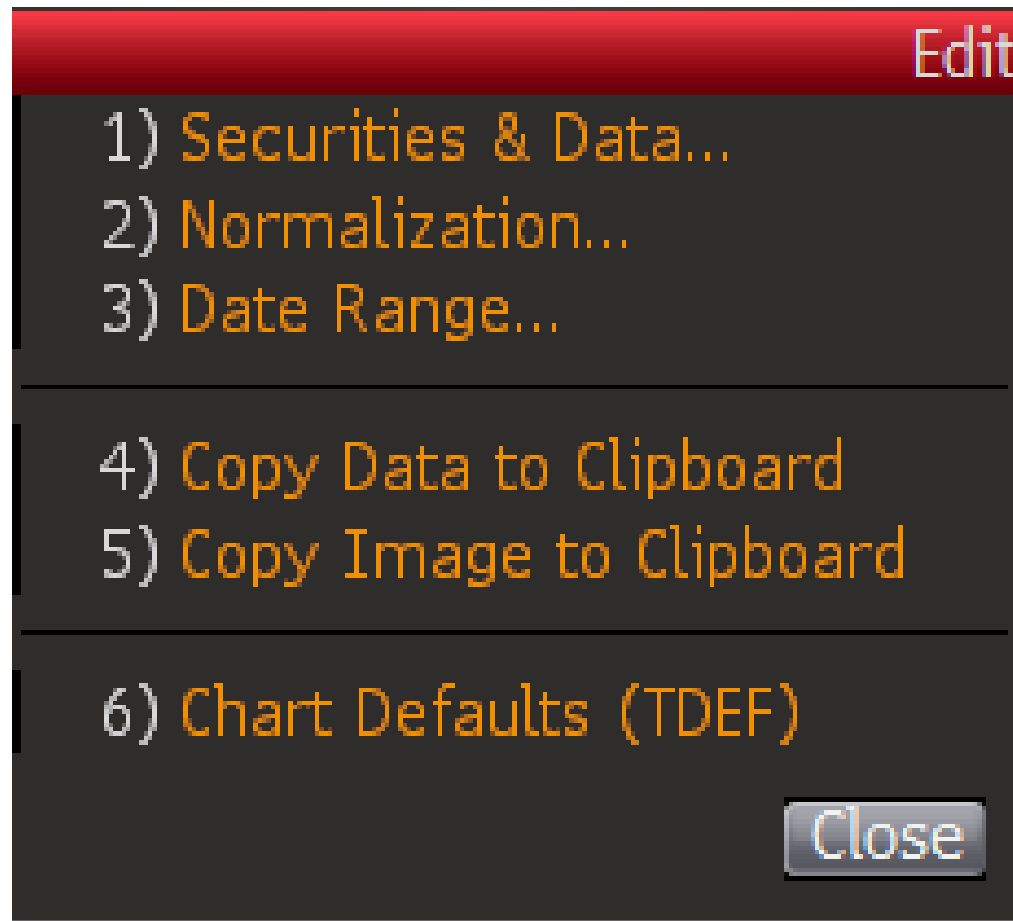 Edit
1) Securities & Data...
2) Normalization...
3) Date Range...
4) Copy Data to Clipboard
5) Copy Image to Clipboard
6) Chart Defaults (TDEF)
Close